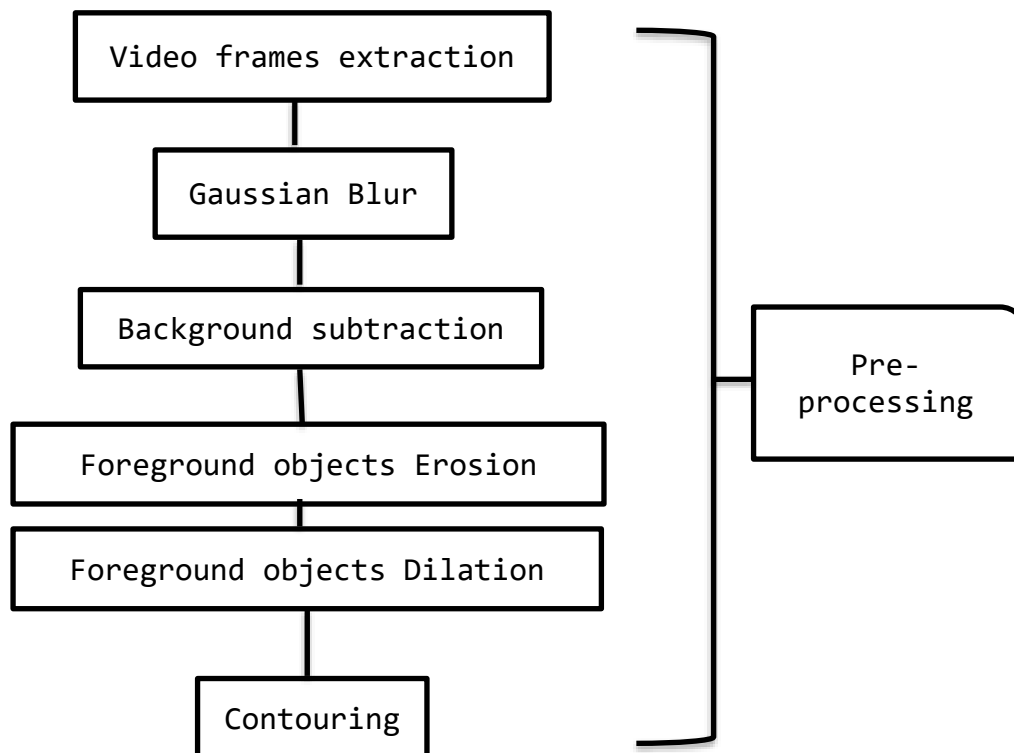 Video frames extraction
Gaussian Blur
Background subtraction
Foreground objects Erosion
Foreground objects Dilation
Contouring
Pre-
processing